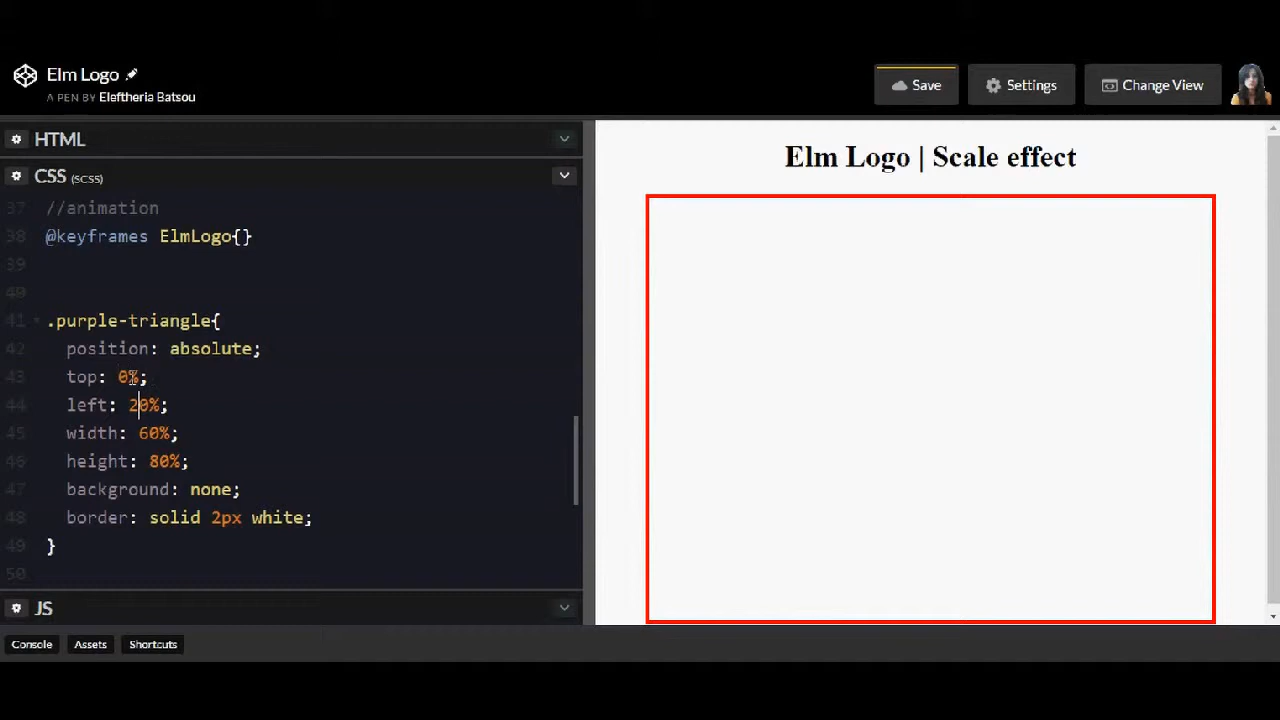 Elm Logo
A PEN BY Eleftheria Batsou
Save
Settings
Change View
HTML
CSS (SCSS)
37 //animation
38 @keyframes ElmLogo{}
39
40
41 .purple-triangle{
42 position: absolute;
43 top: 0%;
44 left: 20%;
45 width: 60%;
46 height: 80%;
47 background: none;
48 border: solid 2px white;
49 }
50
JS
Console
Assets
Shortcuts
Elm Logo | Scale effect